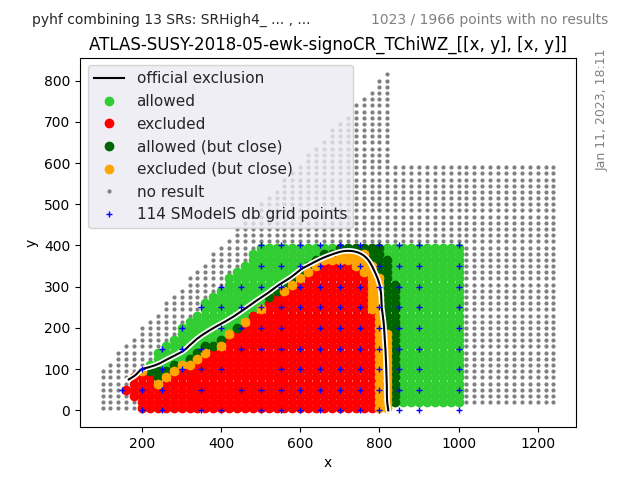 pyhf combining 13 SRs: SRHigh4_ ... , ...
1023 / 1966 points with no results
ATLAS-SUSY-2018-05-ewk-signoCR_TChiWZ_[[x, y], [x, y]]
official exclusion
allowed
excluded
allowed (but close)
excluded (but close)
no result
114 SModelS db grid points
Jan 11, 2023, 18:11
y
800
700
600
500
400
300
200
100
0
200 400 600 800 1000 1200
x